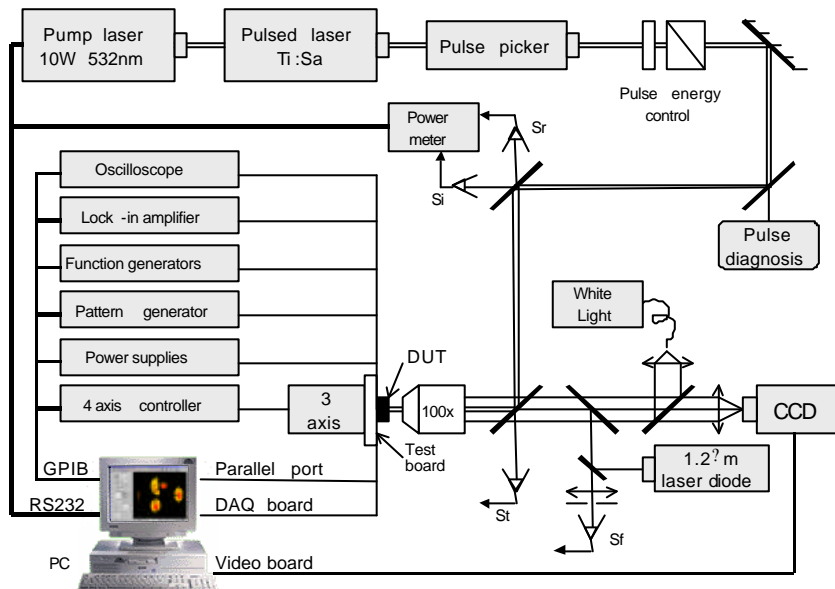 Pump laser
10W 532nm
Pulsed laser
Ti :Sa
Pulse picker
Pulse energy
control
Power
meter
Sr
Si
Oscilloscope
Lock -in amplifier
Function generators
Pattern generator
Power supplies
4 axis controller
3
axis
DUT
100x
Test
board
Pulse
diagnosis
White
Light
CCD
1.2? m
laser diode
St
Sf
GPIB
Parallel port
RS232
DAQ board
PC
Video board